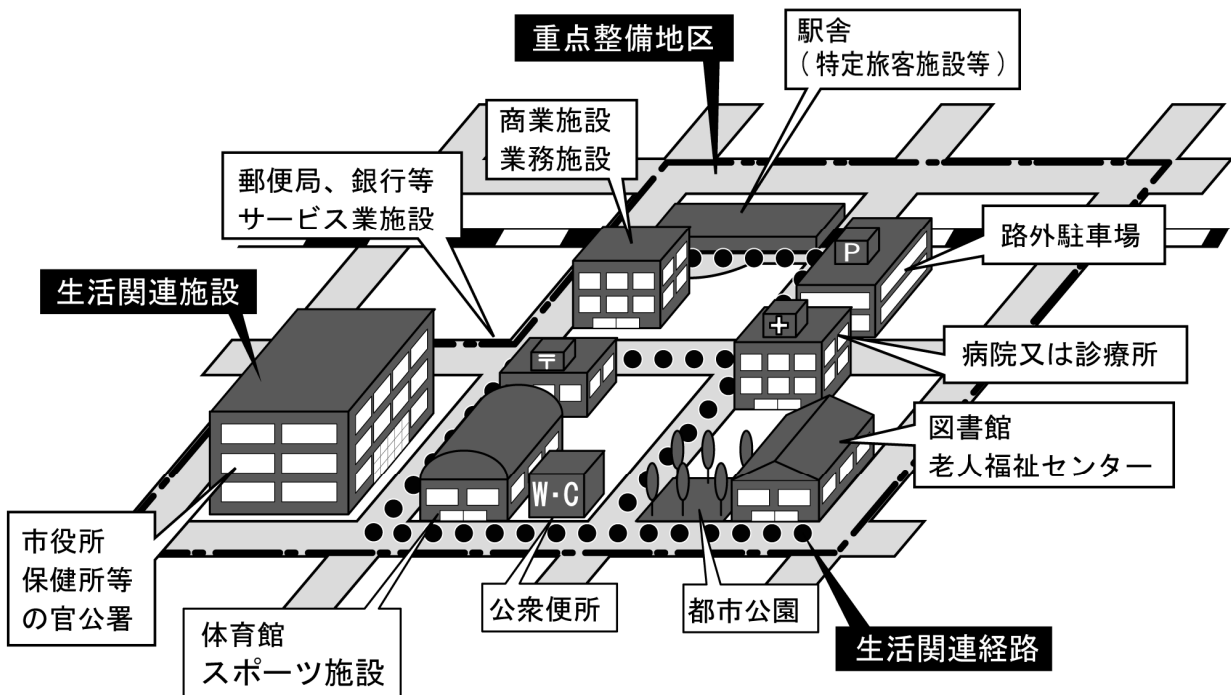 重点整備地区
駅舎
(特定旅客施設等)
商業施設
業務施設
郵便局、銀行等
サービス業施設
路外駐車場
P
生活関連施設
病院又は診療所
〒
図書館
老人福祉センター
W・C
市役所
保健所等
の官公署
公衆便所
都市公園
体育館
スポーツ施設
生活関連経路